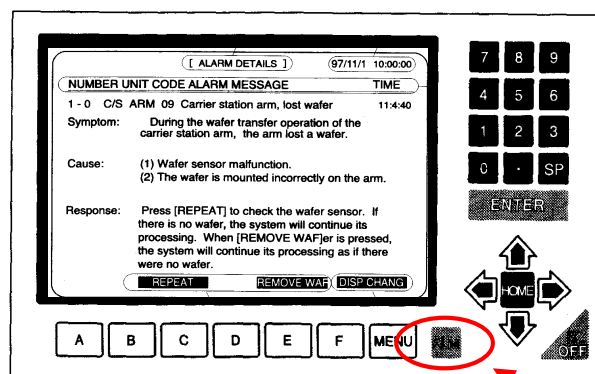 [ ALARM DETAILS ] 97/11/1 10:00:00
NUMBER UNIT CODE ALARM MESSAGE TIME
1 - 0 C/S ARM 09 Carrier station arm, lost wafer 11:4:40
Symptom: During the wafer transfer operation of the
carrier station arm, the arm lost a wafer.
Cause: (1) Wafer sensor malfunction.
(2) The wafer is mounted incorrectly on the arm.
Response: Press [REPEAT] to check the wafer sensor. If
there is no wafer, the system will continue its
processing. When [REMOVE WAF]er is pressed,
the system will continue its processing as if there
were no wafer.
REPEAT REMOVE WAF DISP CHANG
7 8 9
4 5 6
1 2 3
0 . SP
ENTER
HOME
A B C D E F MENU ALM
OFF